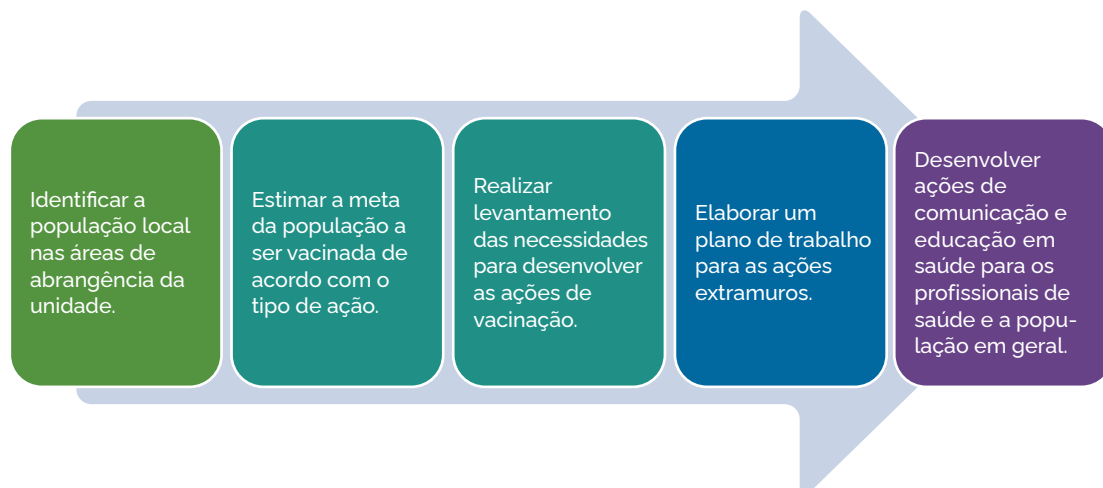 Identificar a
população local
nas áreas de
abrangência da
unidade.
Estimar a meta
da população a
ser vacinada de
acordo com o
tipo de ação.
Realizar
levantamento
das necessidades
para desenvolver
as ações de
vacinação.
Elaborar um
plano de trabalho
para as ações
extramuros.
Desenvolver
ações de
comunicação e
educação em
saúde para os
profissionais de
saúde e a popu-
lação em geral.